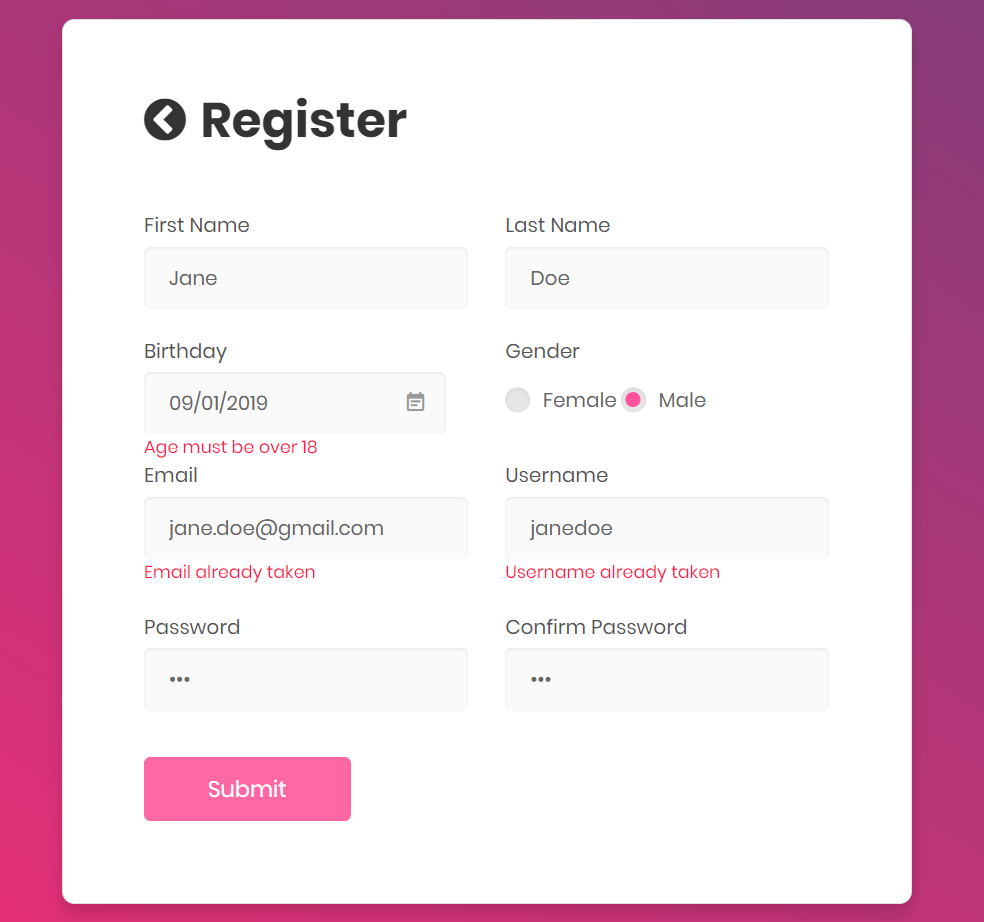 Register
First Name
Last Name
Jane
Doe
Birthday
Gender
09/01/2019
Female
Male
Age must be over 18
Email
Username
jane.doe@gmail.com
janedoe
Email already taken
Username already taken
Password
Confirm Password
•••
•••
Submit